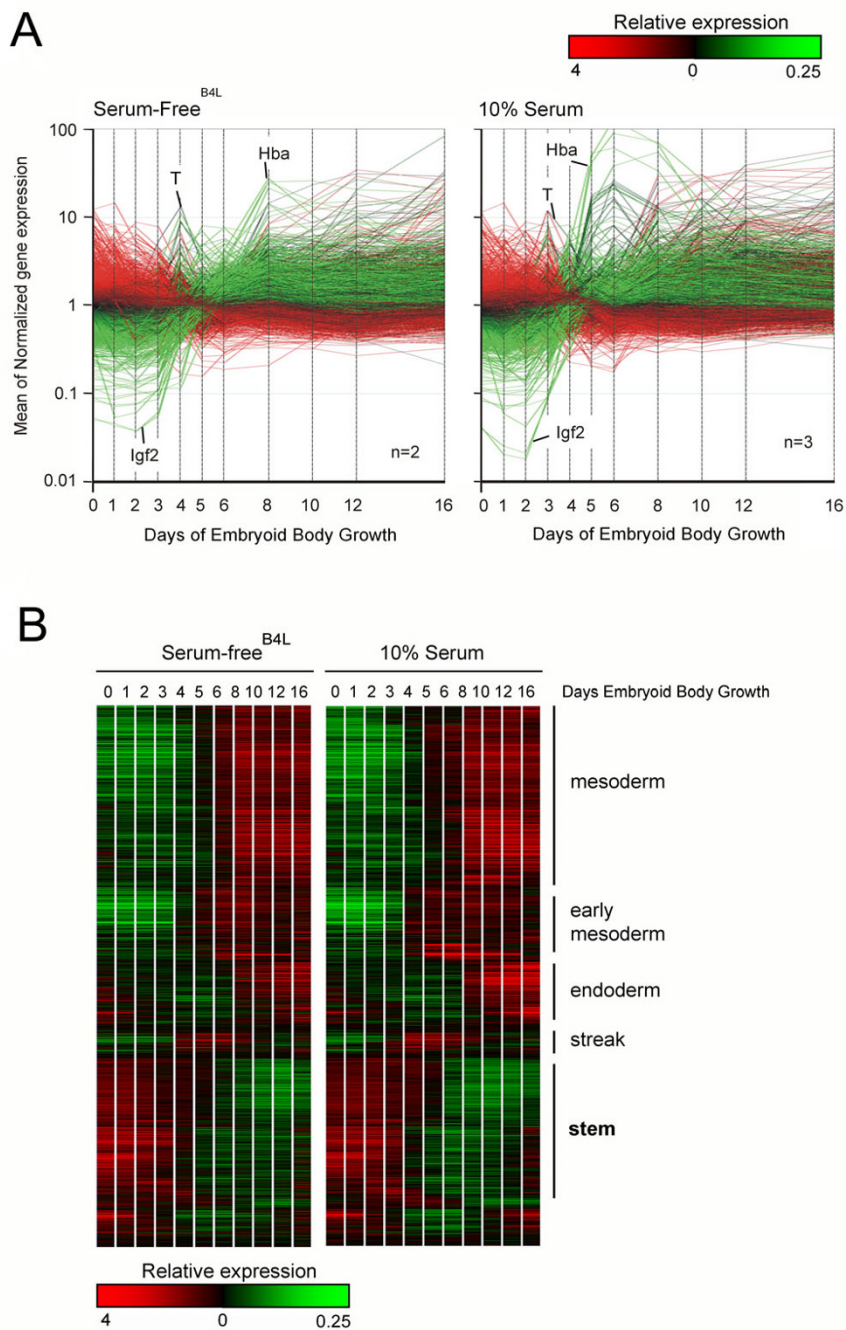 A
Relative expression
4 0 0.25
Serum-Free B4L
10% Serum
Mean of Normalized gene expression
100
10
1
0.1
0.01
T
Hba
Igf2
n=2
0 1 2 3 4 5 6 8 10 12 16
Days of Embryoid Body Growth
Hba
T
Igf2
n=3
0 1 2 3 4 5 6 8 10 12 16
Days of Embryoid Body Growth
B
Serum-free B4L
10% Serum
0 1 2 3 4 5 6 8 10 12 16
0 1 2 3 4 5 6 8 10 12 16
Days Embryoid Body Growth
mesoderm
early
mesoderm
endoderm
streak
stem
Relative expression
4 0 0.25